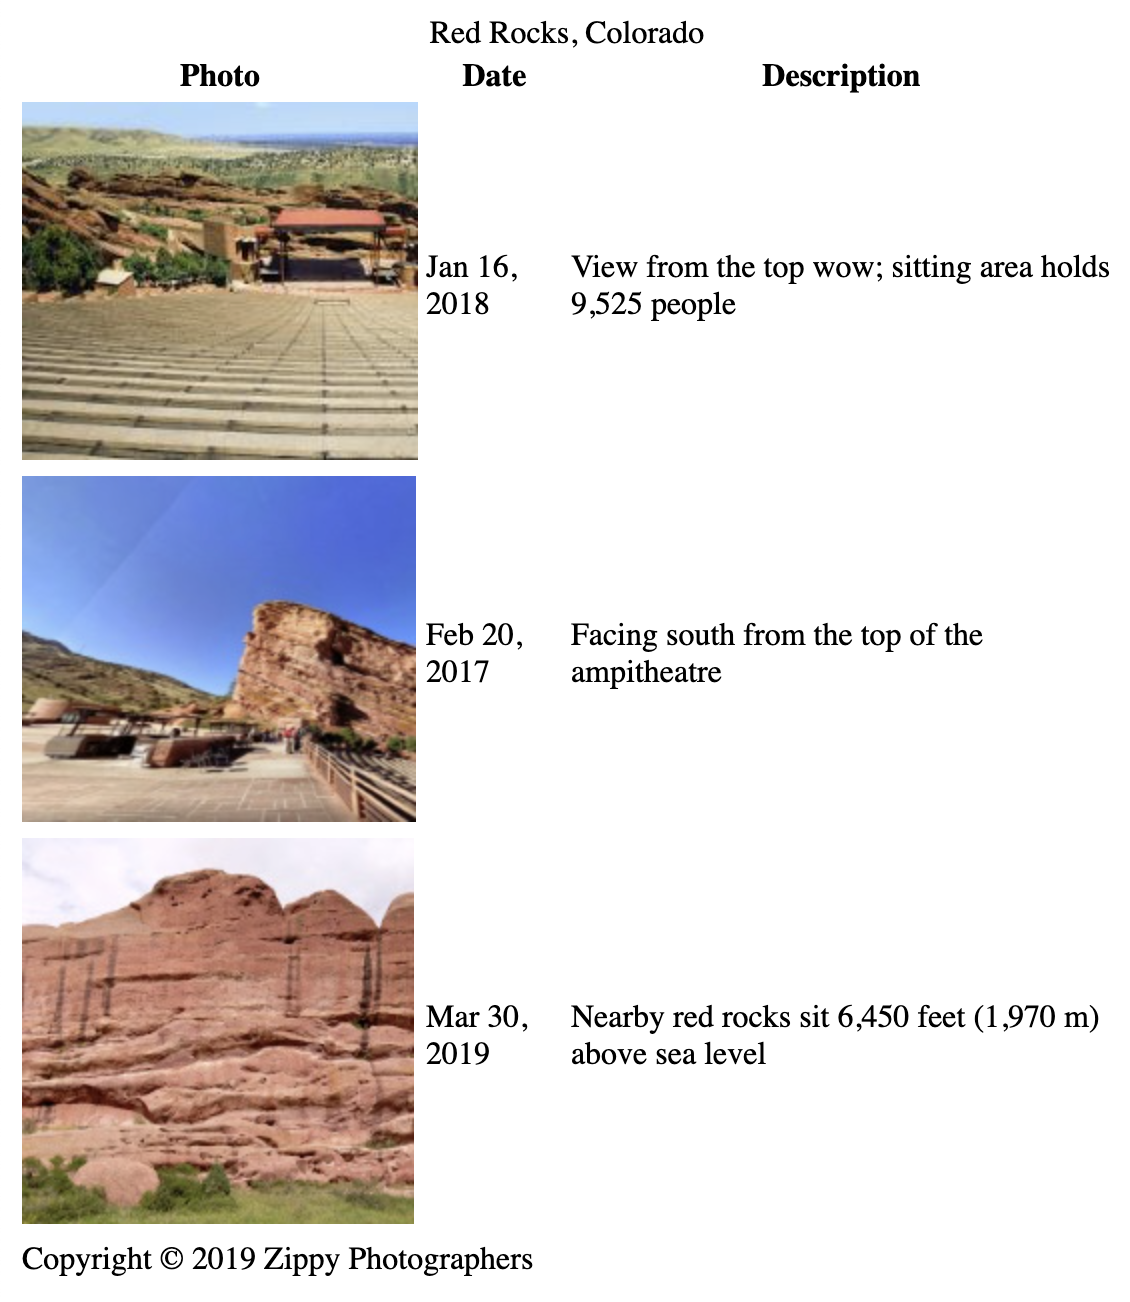 Red Rocks, Colorado
Photo Date Description
Jan 16,
2018
View from the top wow; sitting area holds
9,525 people
Feb 20,
2017
Facing south from the top of the
ampitheatre
Mar 30,
2019
Nearby red rocks sit 6,450 feet (1,970 m)
above sea level
Copyright © 2019 Zippy Photographers